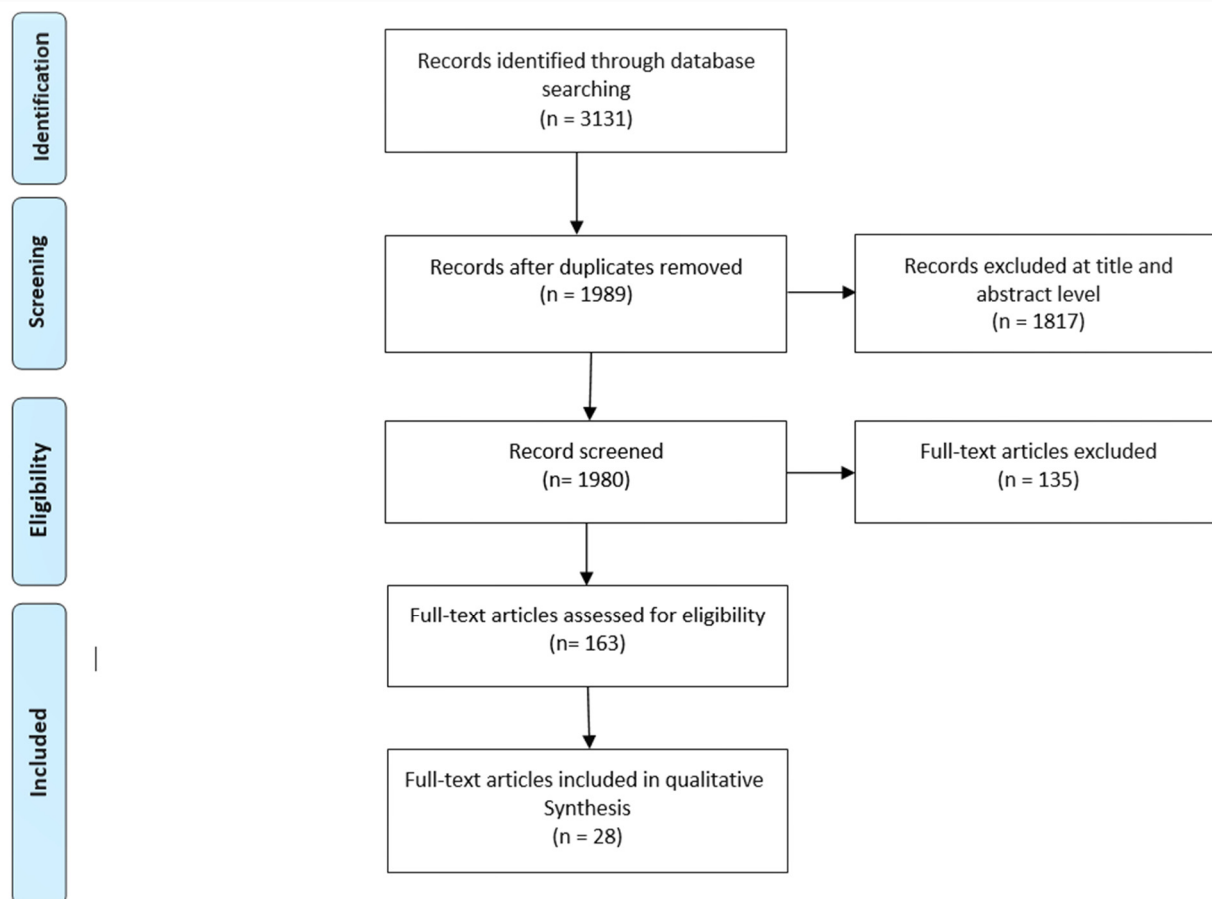 Identification
Records identified through database
searching
(n = 3131)
Screening
Records after duplicates removed
(n = 1989)
Records excluded at title and
abstract level
(n = 1817)
Eligibility
Record screened
(n= 1980)
Full-text articles excluded
(n = 135)
Full-text articles assessed for eligibility
(n= 163)
Included
Full-text articles included in qualitative
Synthesis
(n = 28)